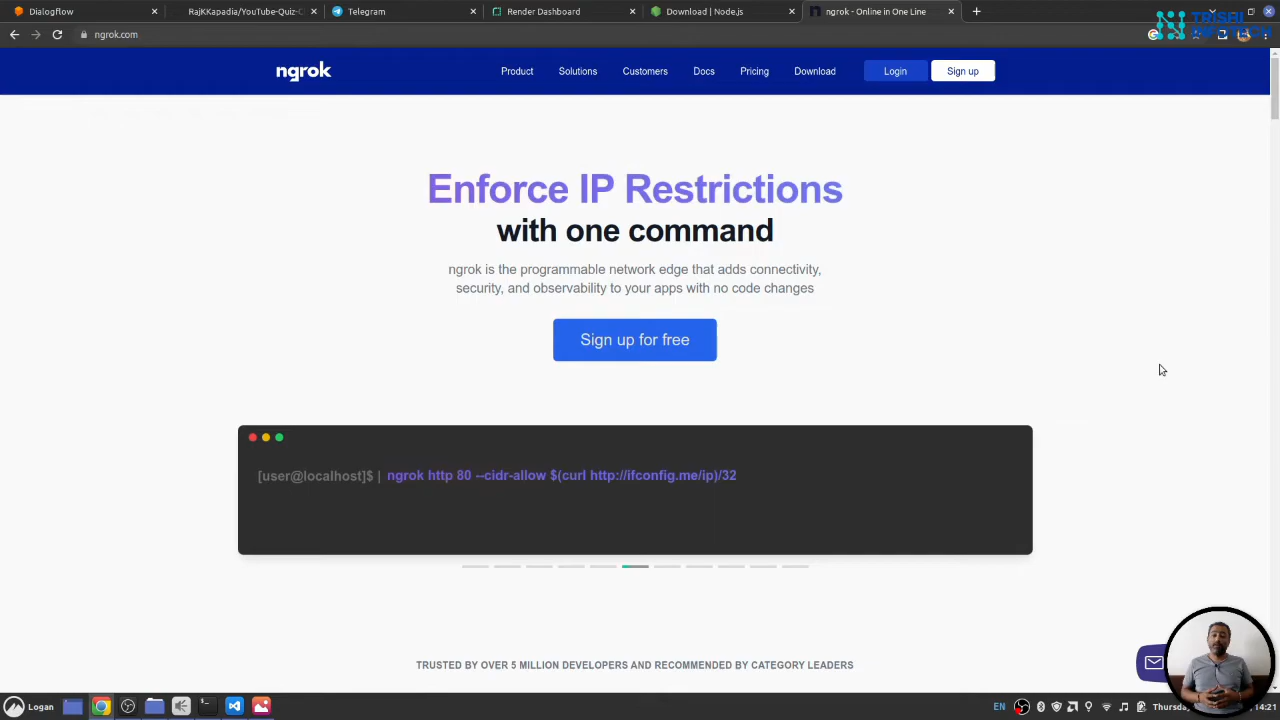 Dialogflow
RajKKapadia/YouTube-Quiz-C
Telegram
Render Dashboard
Download | Node.js
ngrok - Online in One Line
TRISHI
INFOTECH
ngrok.com
ngrok
Product
Solutions
Customers
Docs
Pricing
Download
Login
Sign up
Enforce IP Restrictions
with one command
ngrok is the programmable network edge that adds connectivity,
security, and observability to your apps with no code changes
Sign up for free
[user@localhost]$ | ngrok http 80 --cidr-allow $(curl http://ifconfig.me/ip)/32
TRUSTED BY OVER 5 MILLION DEVELOPERS AND RECOMMENDED BY CATEGORY LEADERS
Logan
EN
Thursday
14:21